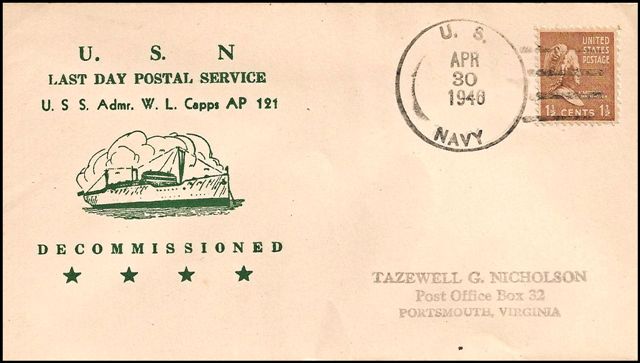 U. S. N
LAST DAY POSTAL SERVICE
U. S. S. Admr. W. L. Capps AP 121
DECOMMISSIONED
U. S.
APR
30
1946
NAVY
UNITED
STATES
POSTAGE
1½ CENTS 1½
TAZEWELL G. NICHOLSON
Post Office Box 32
PORTSMOUTH, VIRGINIA